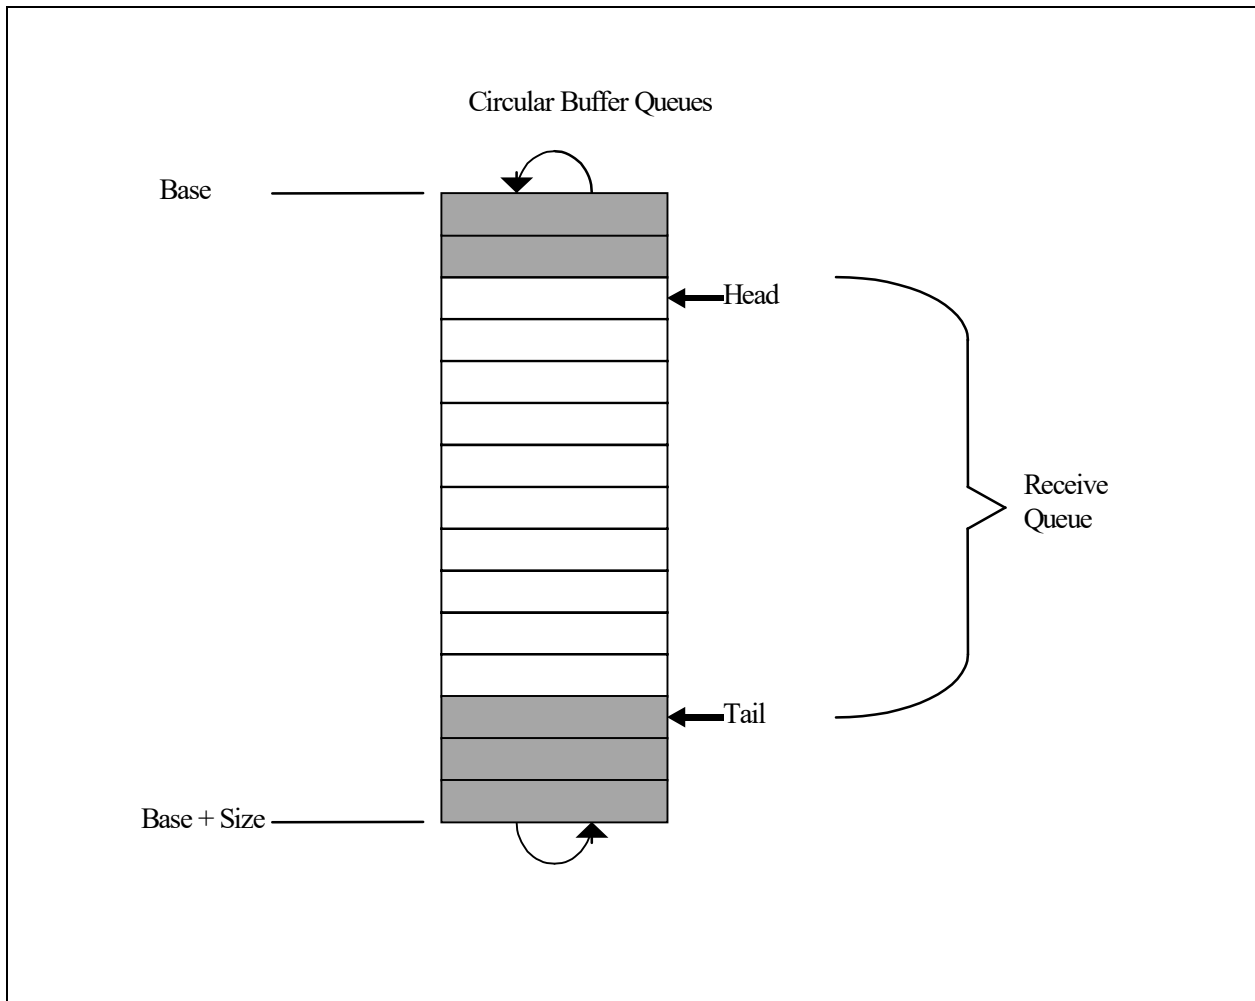 Circular Buffer Queues
Base
Head
Receive
Queue
Tail
Base + Size